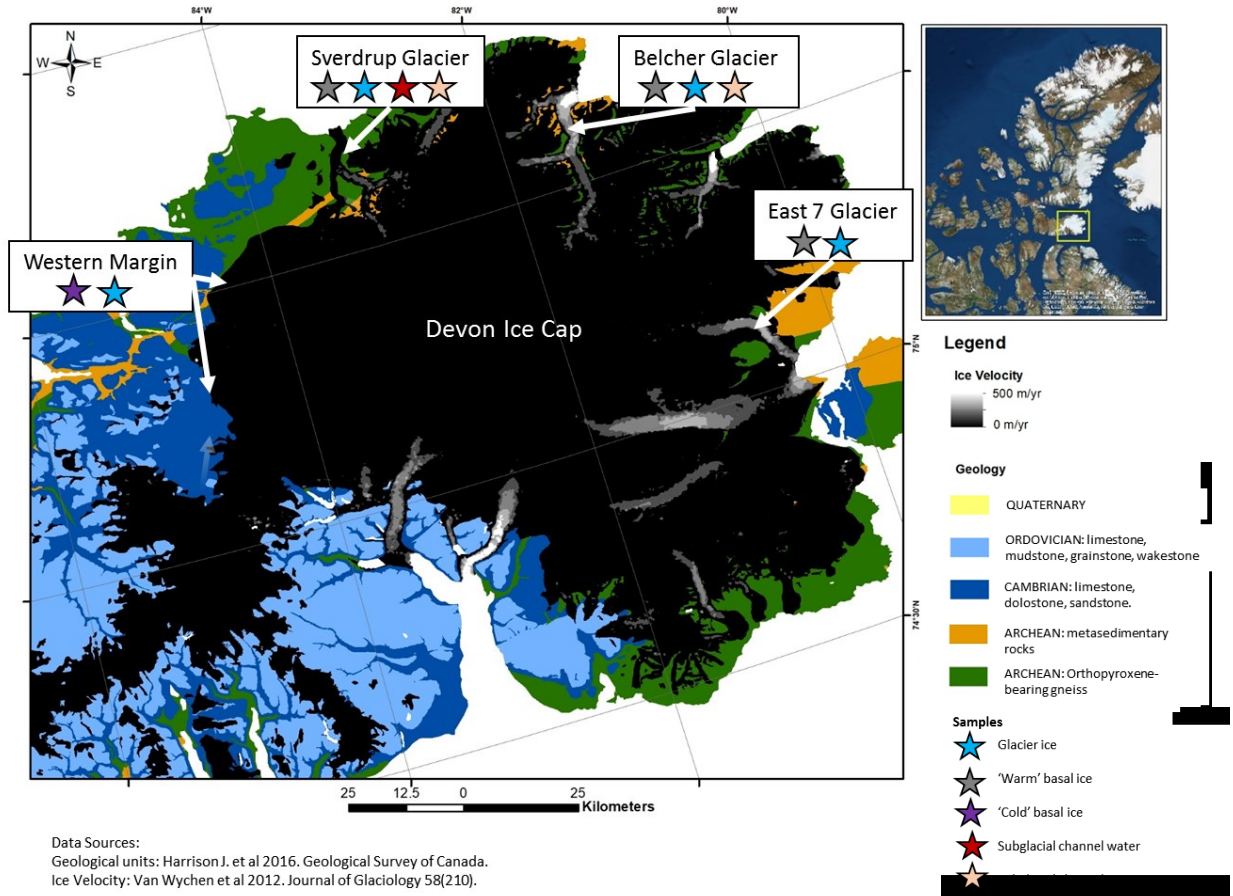 84°W
82°W
80°W
N
W E
S
Sverdrup Glacier
Belcher Glacier
East 7 Glacier
Western Margin
Devon Ice Cap
75°N
74°30'N
Legend
Ice Velocity
500 m/yr
0 m/yr
Geology
QUATERNARY
ORDOVICIAN: limestone,
mudstone, grainstone, wakestone
CAMBRIAN: limestone,
dolostone, sandstone.
ARCHEAN: metasedimentary
rocks
ARCHEAN: Orthopyroxene-
bearing gneiss
Samples
Glacier ice
‘Warm’ basal ice
‘Cold’ basal ice
Subglacial channel water
25 12.5 0 25
Kilometers
Data Sources:
Geological units: Harrison J. et al 2016. Geological Survey of Canada.
Ice Velocity: Van Wychen et al 2012. Journal of Glaciology 58(210).